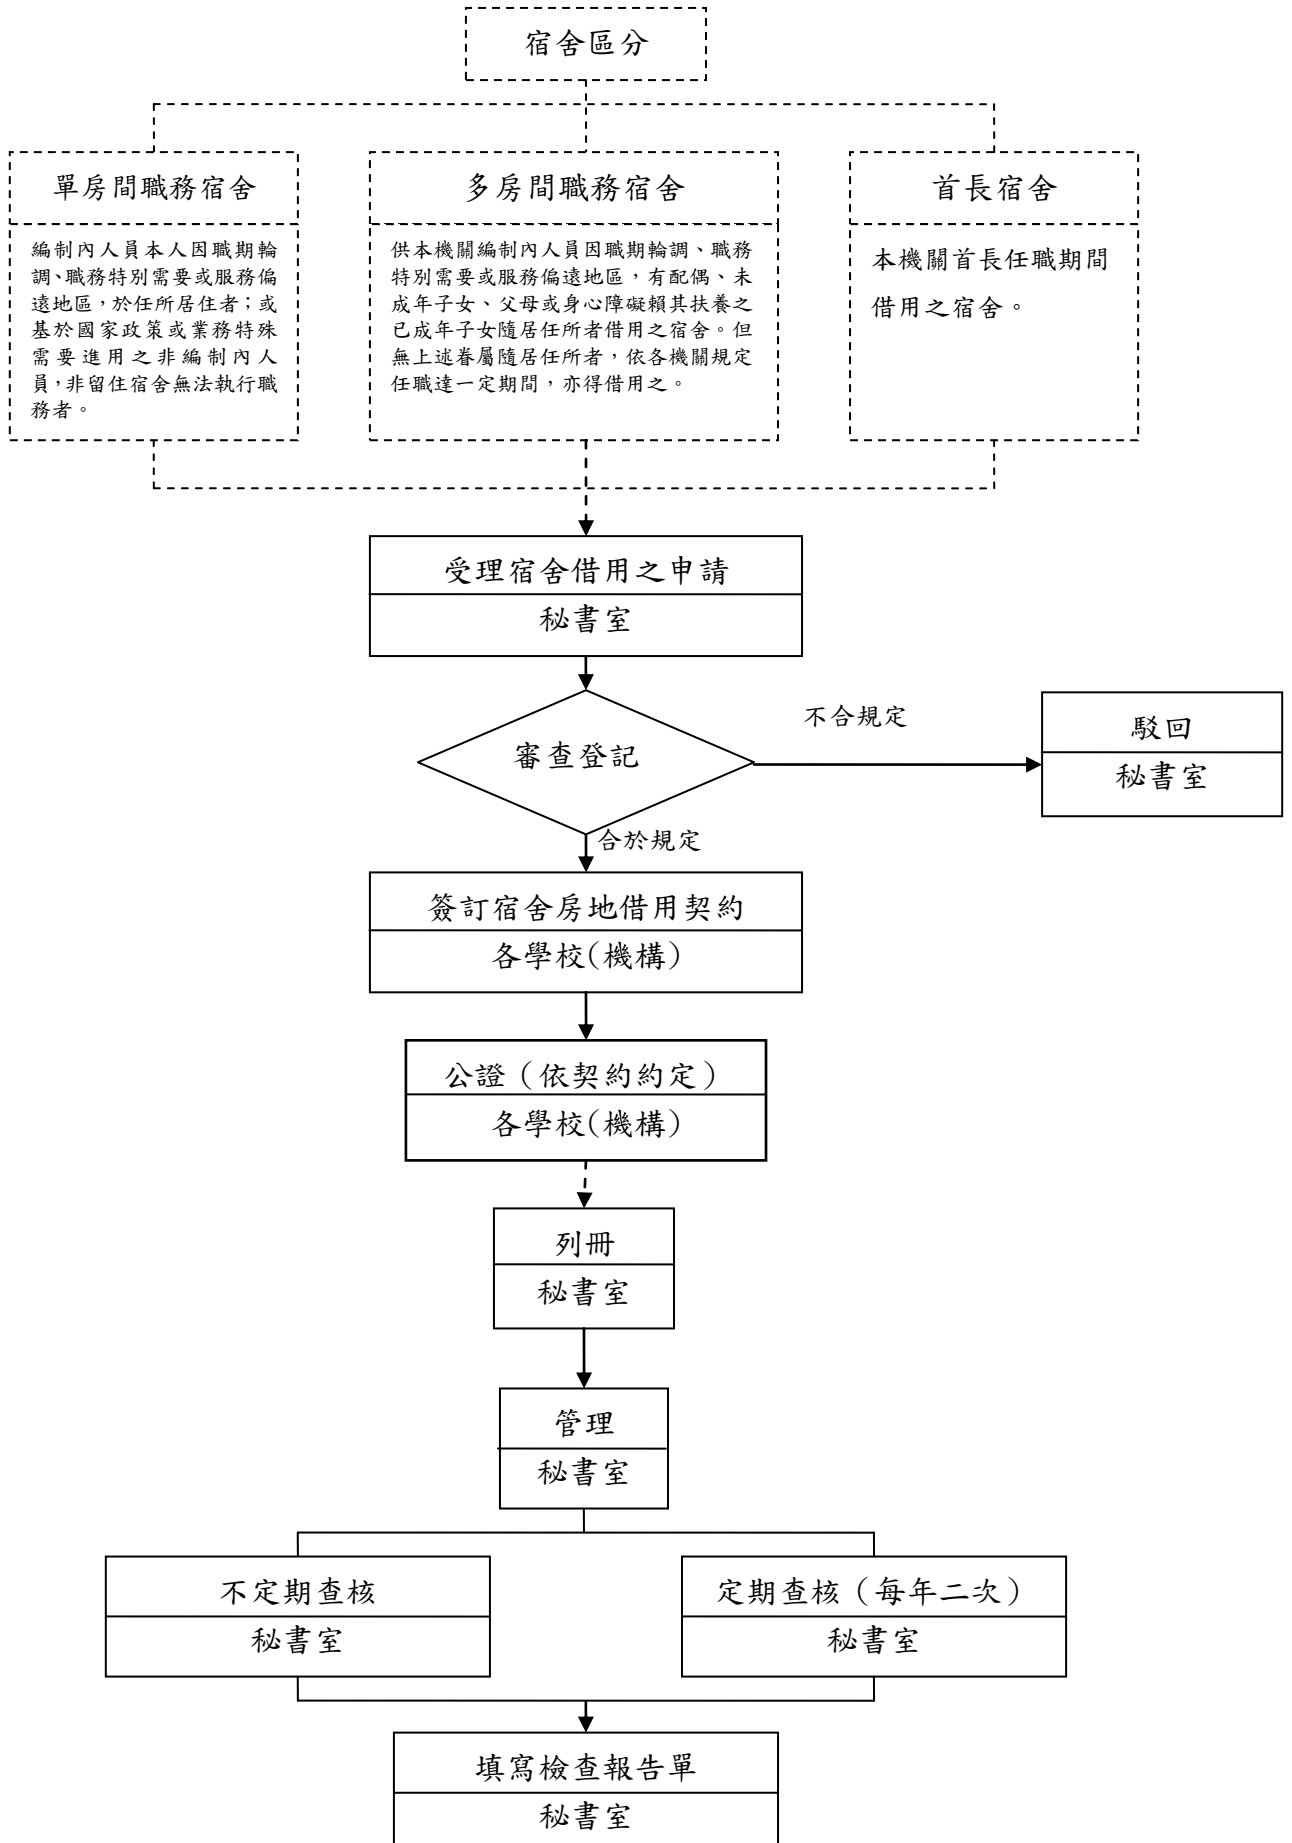 宿舍區分
單房間職務宿舍
編制內人員本人因職期輪
調、職務特別需要或服務偏
遠地區，於任所居住者；或
基於國家政策或業務特殊
需要進用之非編制內人
員，非留住宿舍無法執行職
務者。
多房間職務宿舍
供本機關編制內人員因職期輪調、職務
特別需要或服務偏遠地區，有配偶、未
成年子女、父母或身心障礙賴其扶養之
已成年子女隨居任所者借用之宿舍。但
無上述眷屬隨居任所者，依各機關規定
任職達一定期間，亦得借用之。
首長宿舍
本機關首長任職期間
借用之宿舍。
受理宿舍借用之申請
秘書室
審查登記
不合規定
駁回
秘書室
合於規定
簽訂宿舍房地借用契約
各學校(機構)
公證（依契約約定）
各學校(機構)
列冊
秘書室
管理
秘書室
不定期查核
秘書室
定期查核（每年二次）
秘書室
填寫檢查報告單
秘書室